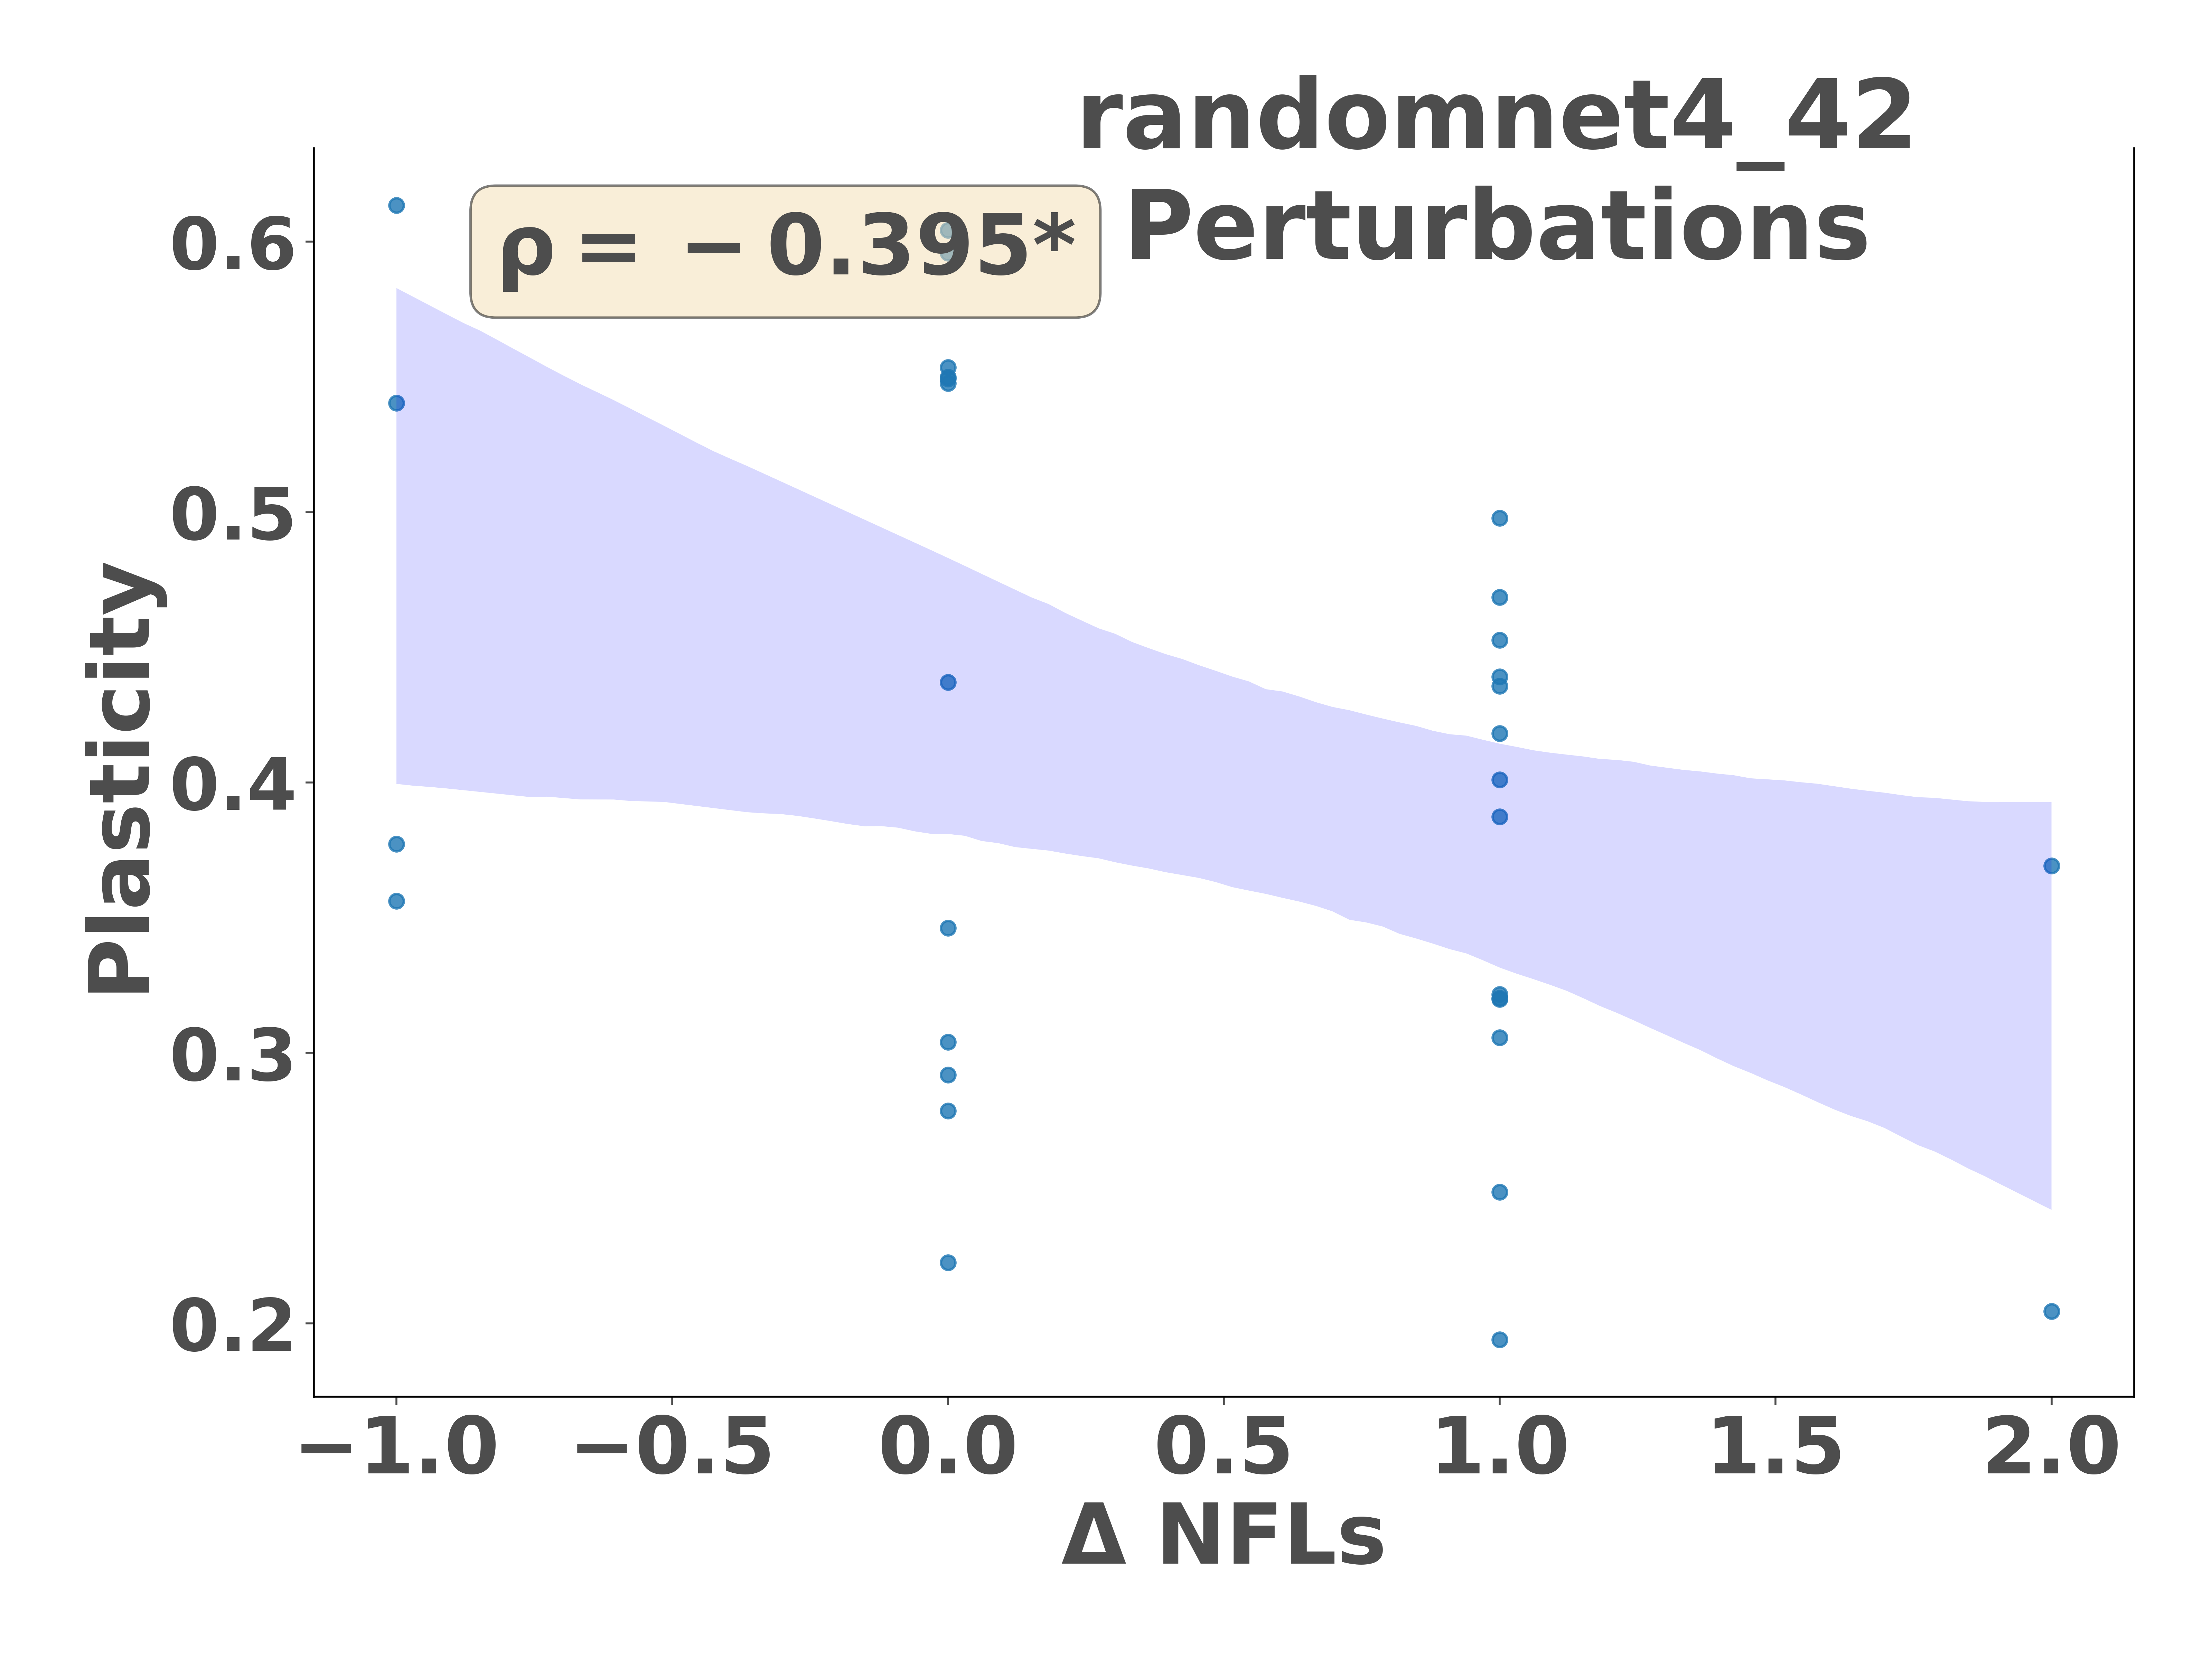 randomnet4_42
Perturbations
ρ = − 0.395*
Plasticity
0.6
0.5
0.4
0.3
0.2
−1.0 −0.5 0.0 0.5 1.0 1.5 2.0
Δ NFLs